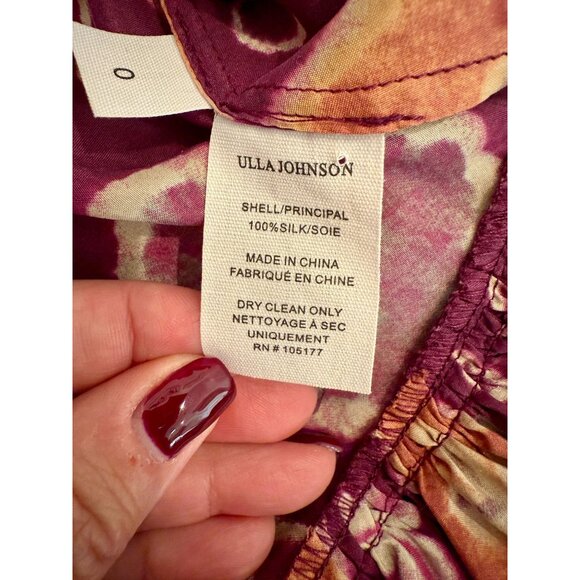 0
ULLA JOHNSON
SHELL/PRINCIPAL
100%SILK/SOIE
MADE IN CHINA
FABRIQUÉ EN CHINE
DRY CLEAN ONLY
NETTOYAGE À SEC
UNIQUEMENT
RN # 105177